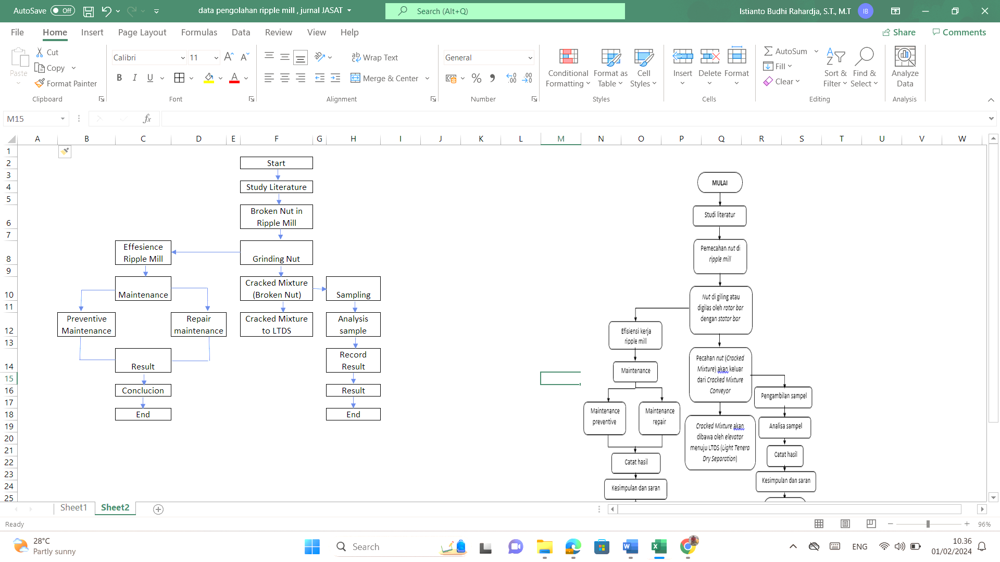 AutoSave Off data pengolahan ripple mill , jurnal JASAT Search (Alt+Q) Istianto Budhi Rahardja, S.T., M.T IB
File Home Insert Page Layout Formulas Data Review View Help Share Comments
Paste
Cut
Copy
Format Painter
Clipboard
Calibri 11
B I U A
Font
Wrap Text
Merge & Center
Alignment
General
% , .00
Number
Conditional Formatting
Format as Table
Cell Styles
Styles
Insert Delete Format
Cells
AutoSum
Fill
Clear
Sort & Filter
Find & Select
Editing
Analyze Data
Analysis
M15 fx
A B C D E F G H I J K L M N O P Q R S T U V W
1
2
3
4
5
6
7
8
9
10
11
12
13
14
15
16
17
18
19
20
21
22
23
24
25
Start
Study Literature
Broken Nut in
Ripple Mill
Effesience
Ripple Mill
Grinding Nut
Maintenance
Cracked Mixture
(Broken Nut)
Sampling
Preventive
Maintenance
Repair
maintenance
Cracked Mixture
to LTDS
Analysis
sample
Result
Record
Result
Conclucion
Result
End
End
MULAI
Studi literatur
Pemecahan nut di
ripple mill
Nut di giling atau
digilas oleh rotor bar
dengan stator bar
Efisiensi kerja
ripple mill
Maintenance
Pecahan nut (Cracked
Mixture) akan keluar
dari Cracked Mixture
Conveyor
Pengambilan sampel
Maintenance
preventive
Maintenance
repair
Cracked Mixture akan
dibawa oleh elevator
menuju LTDS (Light Tenera
Dry Separation)
Analisa sampel
Catat hasil
Catat hasil
Kesimpulan dan saran
Kesimpulan dan saran
Sheet1 Sheet2
Ready 96%
28°C
Partly sunny
Search
ENG
10.36
01/02/2024